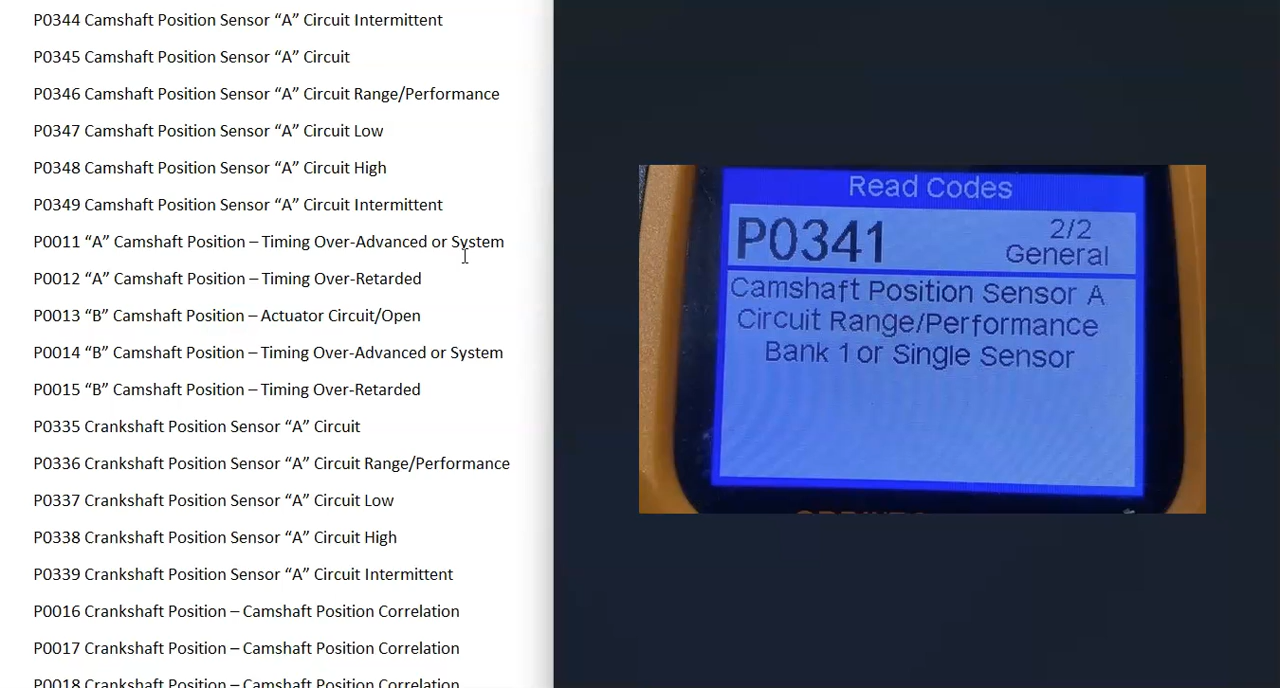 P0344 Camshaft Position Sensor “A” Circuit Intermittent
P0345 Camshaft Position Sensor “A” Circuit
P0346 Camshaft Position Sensor “A” Circuit Range/Performance
P0347 Camshaft Position Sensor “A” Circuit Low
P0348 Camshaft Position Sensor “A” Circuit High
P0349 Camshaft Position Sensor “A” Circuit Intermittent
P0011 “A” Camshaft Position – Timing Over-Advanced or System
P0012 “A” Camshaft Position – Timing Over-Retarded
P0013 “B” Camshaft Position – Actuator Circuit/Open
P0014 “B” Camshaft Position – Timing Over-Advanced or System
P0015 “B” Camshaft Position – Timing Over-Retarded
P0335 Crankshaft Position Sensor “A” Circuit
P0336 Crankshaft Position Sensor “A” Circuit Range/Performance
P0337 Crankshaft Position Sensor “A” Circuit Low
P0338 Crankshaft Position Sensor “A” Circuit High
P0339 Crankshaft Position Sensor “A” Circuit Intermittent
P0016 Crankshaft Position – Camshaft Position Correlation
P0017 Crankshaft Position – Camshaft Position Correlation
P0018 Crankshaft Position – Camshaft Position Correlation
Read Codes
P0341
2/2
General
Camshaft Position Sensor A
Circuit Range/Performance
Bank 1 or Single Sensor